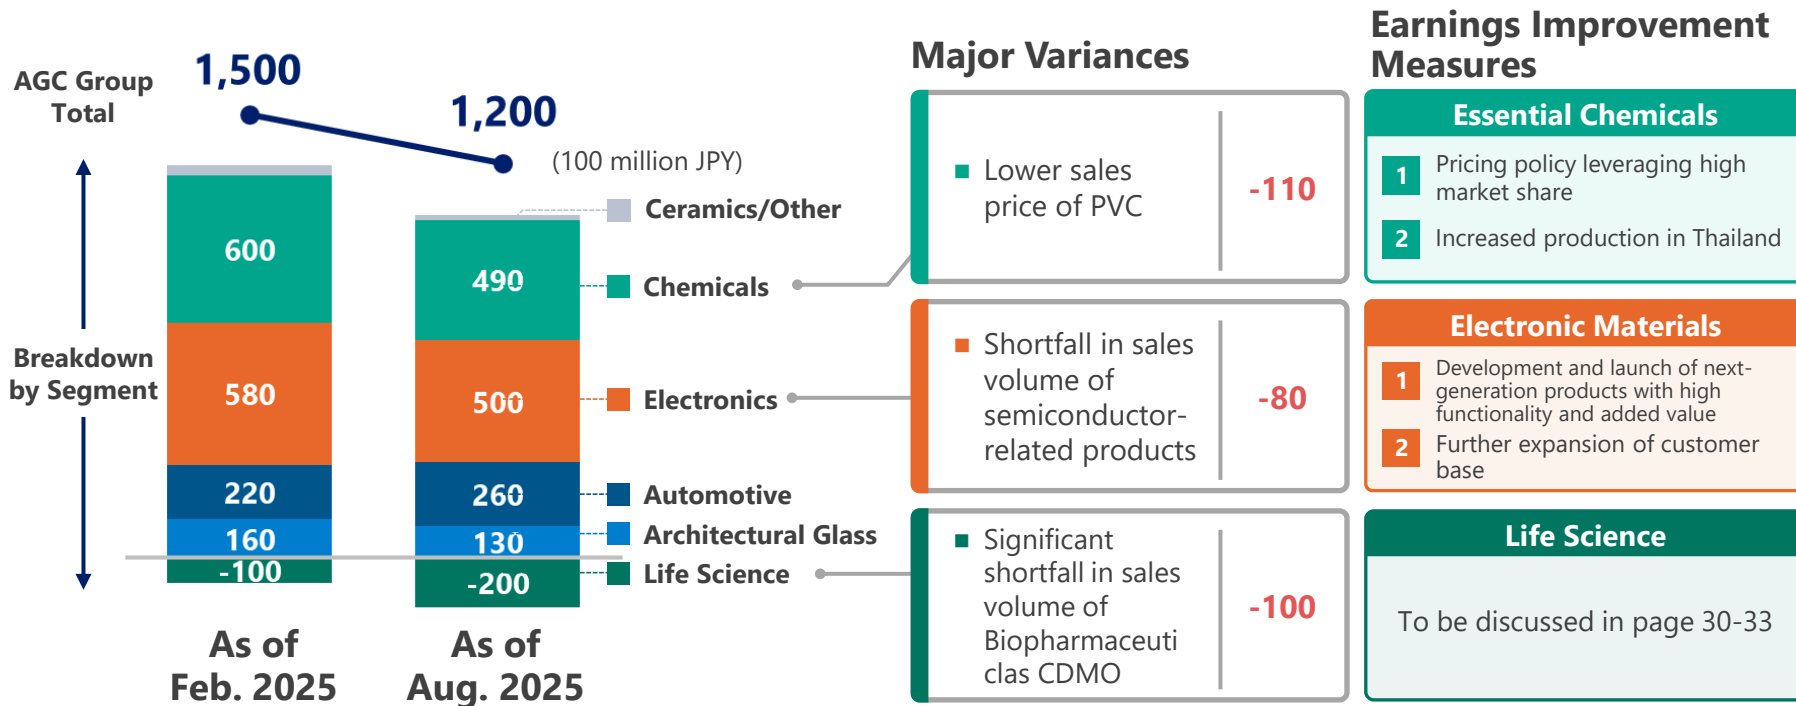 AGC Group
Total
1,500
1,200
(100 million JPY)
Breakdown
by Segment
600
580
220
160
-100
490
500
260
130
-200
As of
Feb. 2025
As of
Aug. 2025
Ceramics/Other
Chemicals
Electronics
Automotive
Architectural Glass
Life Science
Major Variances
Lower sales
price of PVC
-110
Shortfall in sales
volume of
semiconductor-
related products
-80
Significant
shortfall in sales
volume of
Biopharmaceuti
clas CDMO
-100
Earnings Improvement
Measures
Essential Chemicals
1 Pricing policy leveraging high
market share
2 Increased production in Thailand
Electronic Materials
1 Development and launch of next-
generation products with high
functionality and added value
2 Further expansion of customer
base
Life Science
To be discussed in page 30-33